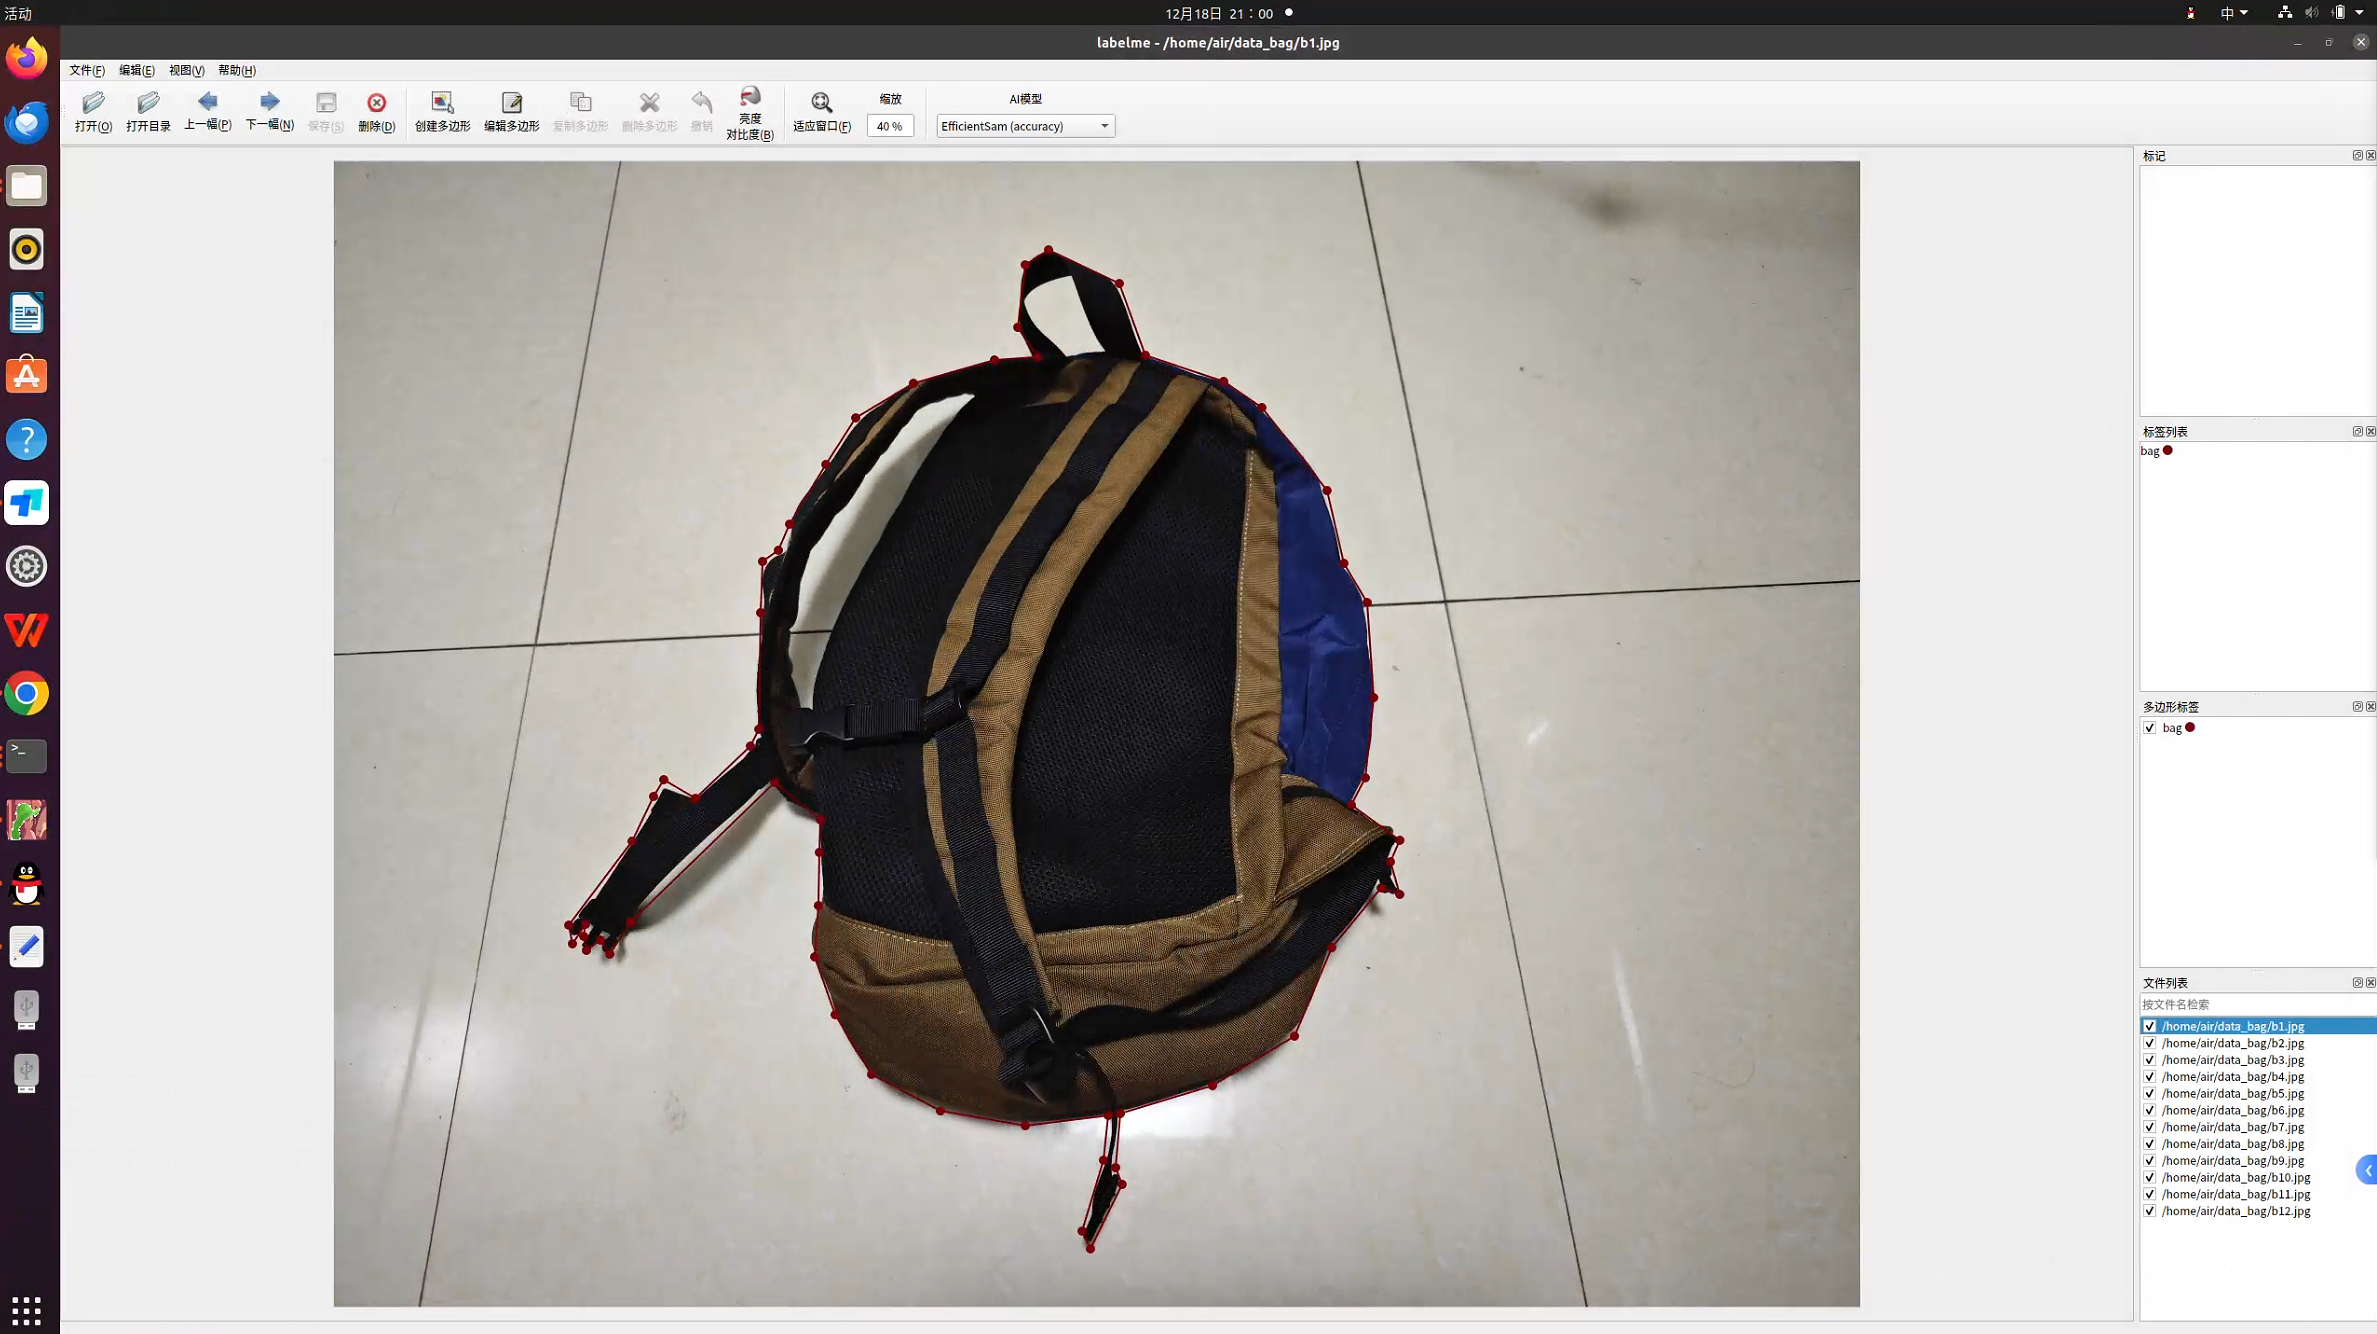 活动
12月18日 21：00
中
labelme - /home/air/data_bag/b1.jpg
文件(F) 编辑(E) 视图(V) 帮助(H)
打开(O) 打开目录 上一幅(P) 下一幅(N) 保存(S) 删除(D) 创建多边形 编辑多边形 复制多边形 删除多边形 撤销 亮度
对比度(B) 适应窗口(F)
缩放
40 %
AI模型
EfficientSam (accuracy)
标记
标签列表
bag
多边形标签
bag
文件列表
按文件名检索
/home/air/data_bag/b1.jpg
/home/air/data_bag/b2.jpg
/home/air/data_bag/b3.jpg
/home/air/data_bag/b4.jpg
/home/air/data_bag/b5.jpg
/home/air/data_bag/b6.jpg
/home/air/data_bag/b7.jpg
/home/air/data_bag/b8.jpg
/home/air/data_bag/b9.jpg
/home/air/data_bag/b10.jpg
/home/air/data_bag/b11.jpg
/home/air/data_bag/b12.jpg